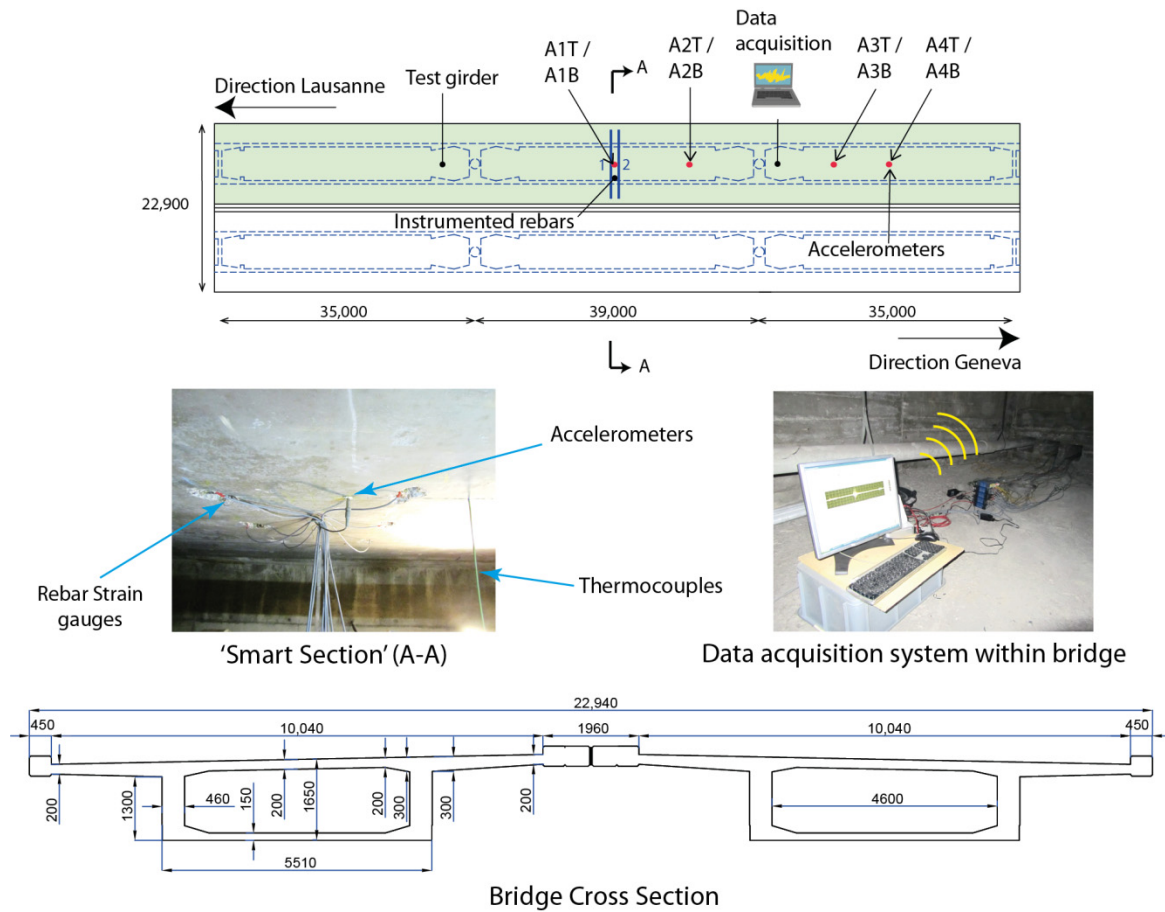 Data
acquisition
A1T /
A1B
A
A2T /
A2B
A3T /
A3B
A4T /
A4B
Direction Lausanne
Test girder
1
2
22,900
Instrumented rebars
Accelerometers
35,000
39,000
35,000
A
Direction Geneva
Accelerometers
Rebar Strain
gauges
Thermocouples
'Smart Section' (A-A)
Data acquisition system within bridge
22,940
450
10,040
1960
10,040
450
200
1300
460
150
200
1650
200
300
300
200
4600
5510
Bridge Cross Section